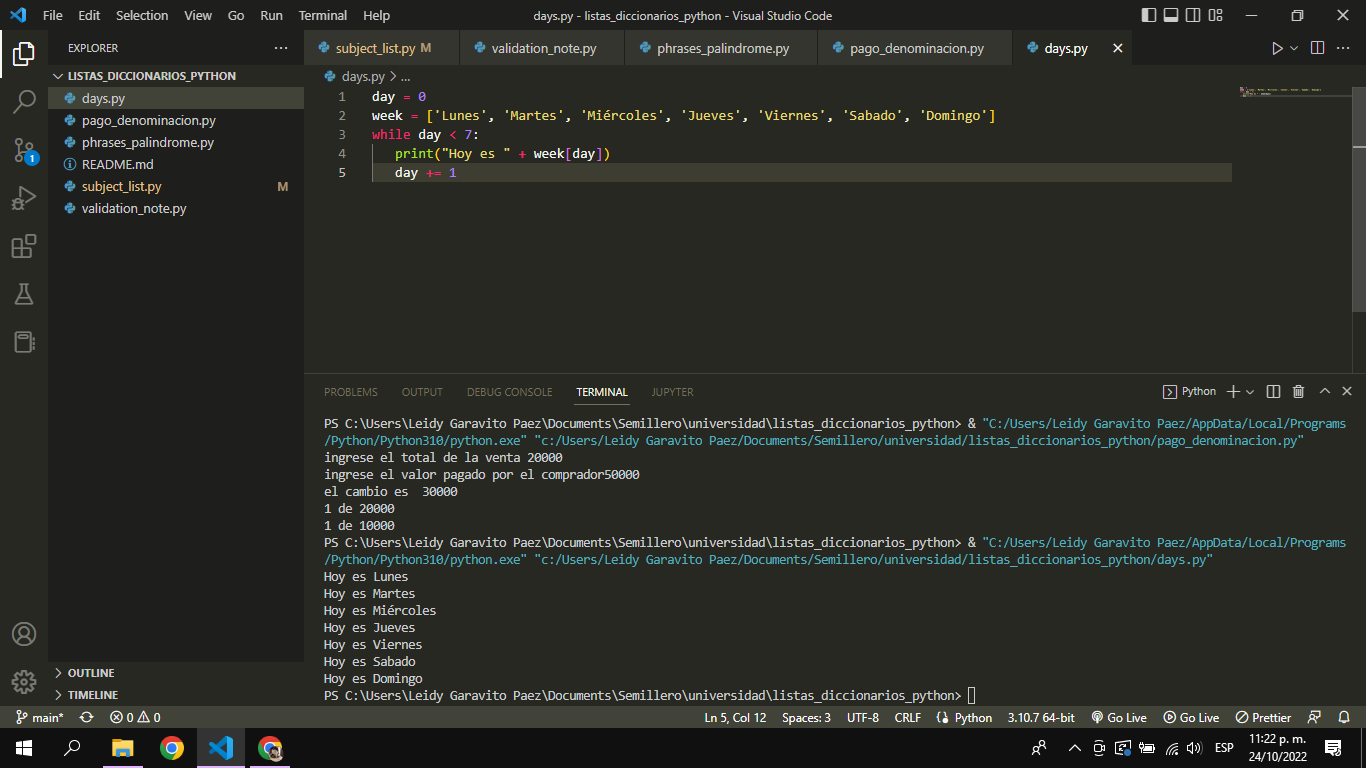 File Edit Selection View Go Run Terminal Help days.py - listas_diccionarios_python - Visual Studio Code
EXPLORER
LISTAS_DICCIONARIOS_PYTHON
days.py
pago_denominacion.py
phrases_palindrome.py
README.md
subject_list.py M
validation_note.py
OUTLINE
TIMELINE
1
subject_list.py M validation_note.py phrases_palindrome.py pago_denominacion.py days.py
days.py > ...
1 day = 0
2 week = ['Lunes', 'Martes', 'Miércoles', 'Jueves', 'Viernes', 'Sabado', 'Domingo']
3 while day < 7:
4 print("Hoy es " + week[day])
5 day += 1
PROBLEMS OUTPUT DEBUG CONSOLE TERMINAL JUPYTER Python
PS C:\Users\Leidy Garavito Paez\Documents\Semillero\universidad\listas_diccionarios_python> & "C:/Users/Leidy Garavito Paez/AppData/Local/Programs
/Python/Python310/python.exe" "c:/Users/Leidy Garavito Paez/Documents/Semillero/universidad/listas_diccionarios_python/pago_denominacion.py"
ingrese el total de la venta 20000
ingrese el valor pagado por el comprador50000
el cambio es  30000
1 de 20000
1 de 10000
PS C:\Users\Leidy Garavito Paez\Documents\Semillero\universidad\listas_diccionarios_python> & "C:/Users/Leidy Garavito Paez/AppData/Local/Programs
/Python/Python310/python.exe" "c:/Users/Leidy Garavito Paez/Documents/Semillero/universidad/listas_diccionarios_python/days.py"
Hoy es Lunes
Hoy es Martes
Hoy es Miércoles
Hoy es Jueves
Hoy es Viernes
Hoy es Sabado
Hoy es Domingo
PS C:\Users\Leidy Garavito Paez\Documents\Semillero\universidad\listas_diccionarios_python>
main* 0 0 Ln 5, Col 12 Spaces: 3 UTF-8 CRLF Python 3.10.7 64-bit Go Live Go Live Prettier
ESP 11:22 p. m.
24/10/2022